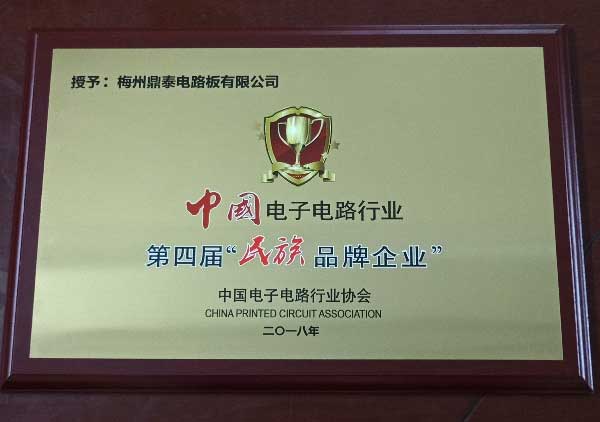 授予：梅州鼎泰电路板有限公司
中国电子电路行业
第四届“民族品牌企业”
中国电子电路行业协会
CHINA PRINTED CIRCUIT ASSOCIATION
二〇一八年